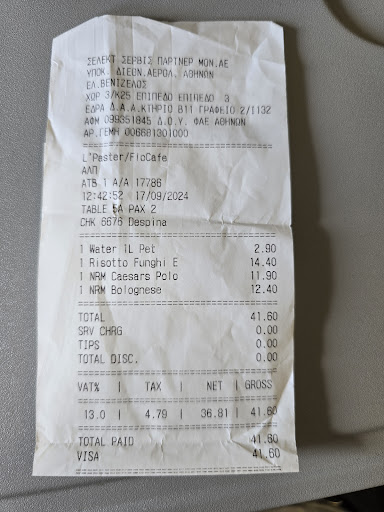 ΣΕΛΕΚΤ ΣΕΡΒΙΣ ΠΑΡΤΝΕΡ ΜΟΝ.ΑΕ
ΥΠΟΚ. ΔΙΕΘΝ.ΑΕΡΟΛ. ΑΘΗΝΩΝ
ΕΛ.ΒΕΝΙΖΕΛΟΣ
ΧΩΡ 3/Κ25 ΕΠΙΠΕΔΟ ΕΠΙΠΕΔΟ 3
ΕΔΡΑ Δ.Α.Α.ΚΤΗΡΙΟ Β11 ΓΡΑΦΕΙΟ 2/1132
ΑΦΜ 099351845 Δ.Ο.Υ. ΦΑΕ ΑΘΗΝΩΝ
ΑΡ.ΓΕΜΗ 006681301000
L'Paster/FloCafe
ΑΛΠ
ATB 1 A/A 17786
12:42:52 17/09/2024
TABLE 5A PAX 2
CHK 6676 Despina
1 Water 1L Pet 2.90
1 Risotto Funghi E 14.40
1 NRM Caesars Polo 11.90
1 NRM Bolognese 12.40
TOTAL 41.60
SRV CHRG 0.00
TIPS 0.00
TOTAL DISC. 0.00
VAT% | TAX | NET | GROSS
13.0 | 4.79 | 36.81 | 41.60
TOTAL PAID 41.60
VISA 41.60